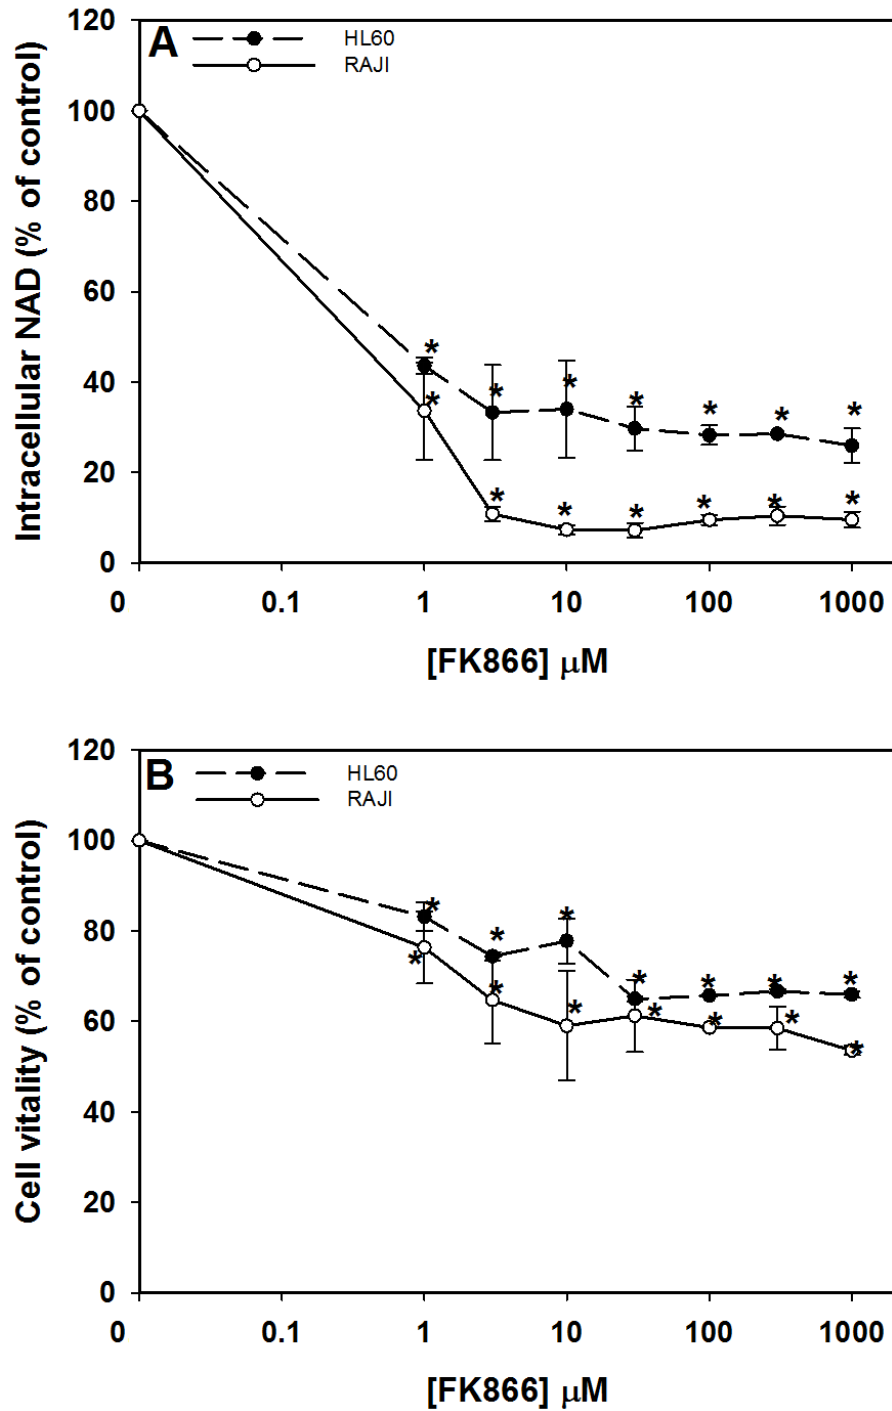 A
HL60
RAJI
Intracellular NAD (% of control)
120
100
80
60
40
20
0
* * * * * * *
* * * * * * *
0 0.1 1 10 100 1000
[FK866] μM
B
HL60
RAJI
Cell vitality (% of control)
120
100
80
60
40
20
0
* * * * * * *
* * * * * * *
0 0.1 1 10 100 1000
[FK866] μM